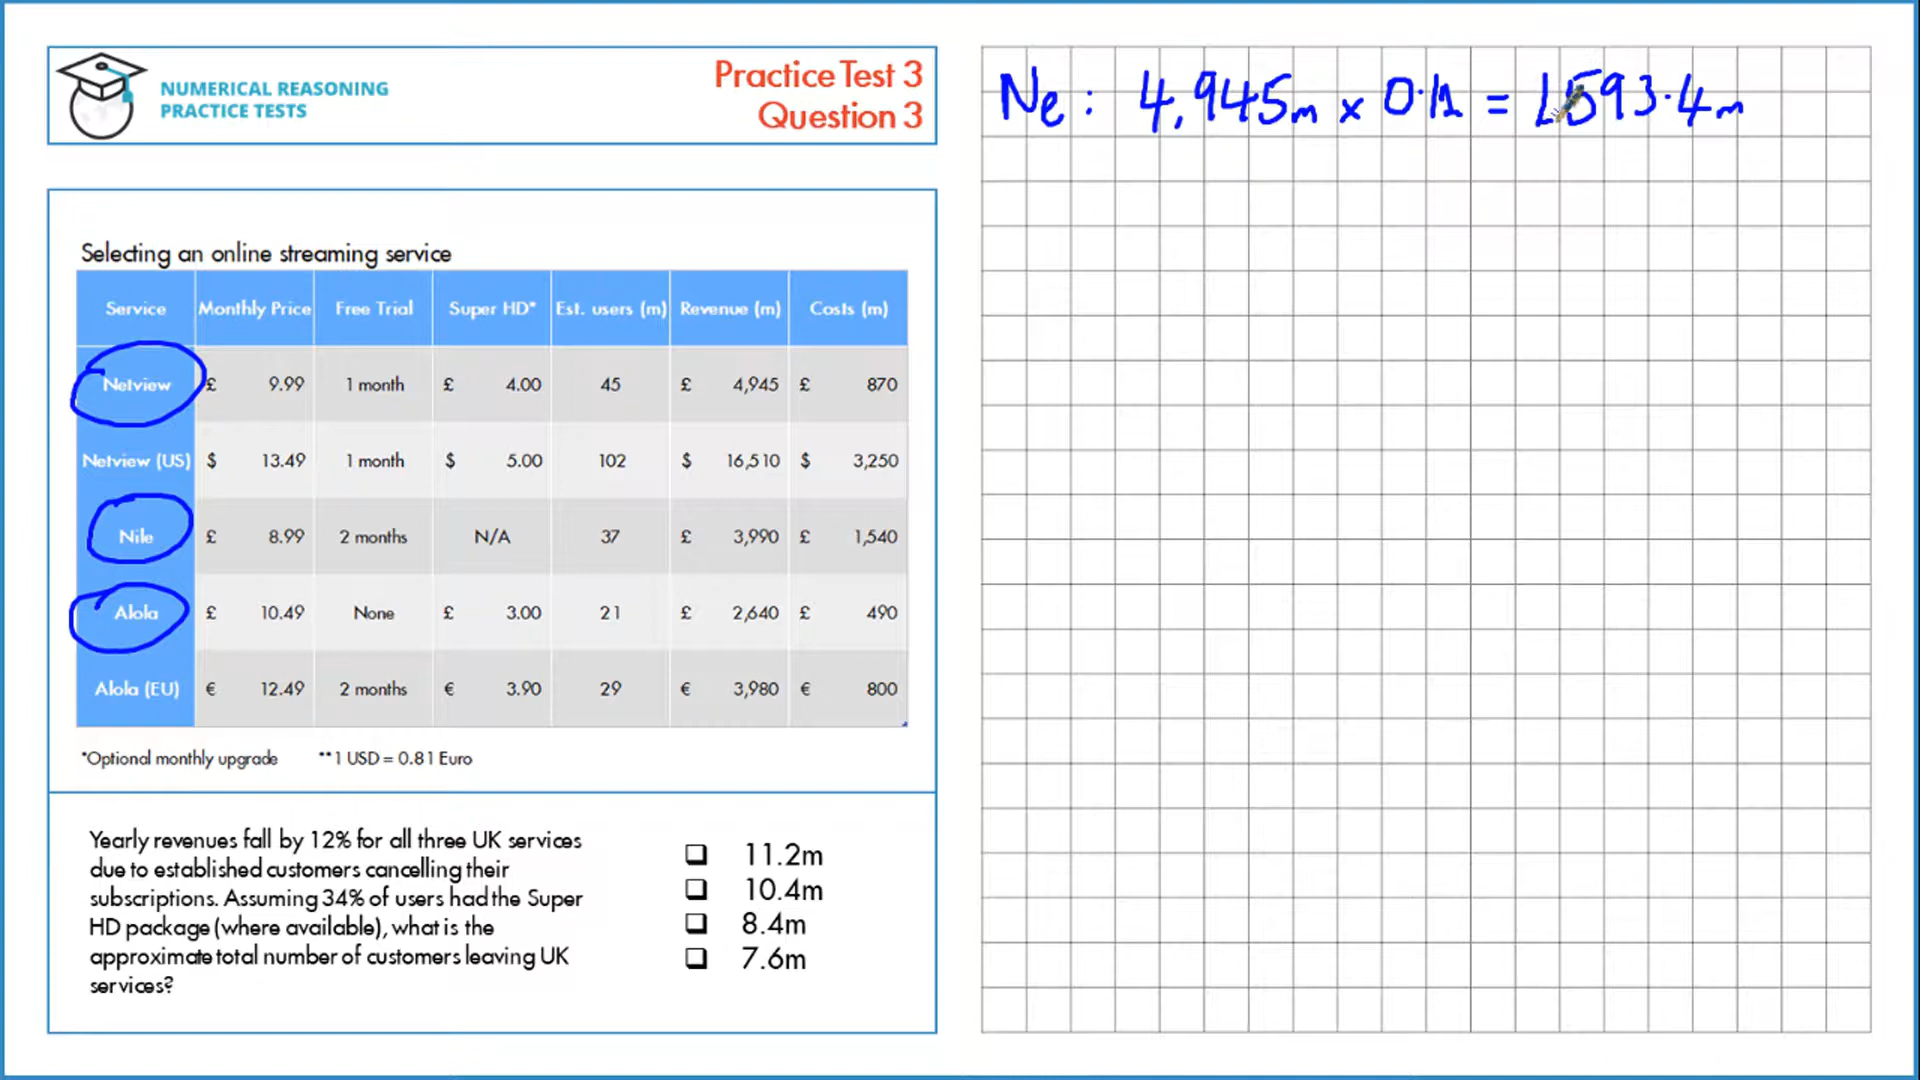 NUMERICAL REASONING
PRACTICE TESTS
Practice Test 3
Question 3
Ne: 4,945m x 0.12 = £593.4m
Selecting an online streaming service
Service Monthly Price Free Trial Super HD* Est. users (m) Revenue (m) Costs (m)
Netview £ 9.99 1 month £ 4.00 45 £ 4,945 £ 870
Netview (US) $ 13.49 1 month $ 5.00 102 $ 16,510 $ 3,250
Nile £ 8.99 2 months N/A 37 £ 3,990 £ 1,540
Alola £ 10.49 None £ 3.00 21 £ 2,640 £ 490
Alola (EU) € 12.49 2 months € 3.90 29 € 3,980 € 800
*Optional monthly upgrade **1 USD = 0.81 Euro
Yearly revenues fall by 12% for all three UK services
due to established customers cancelling their
subscriptions. Assuming 34% of users had the Super
HD package (where available), what is the
approximate total number of customers leaving UK
services?
11.2m
10.4m
8.4m
7.6m